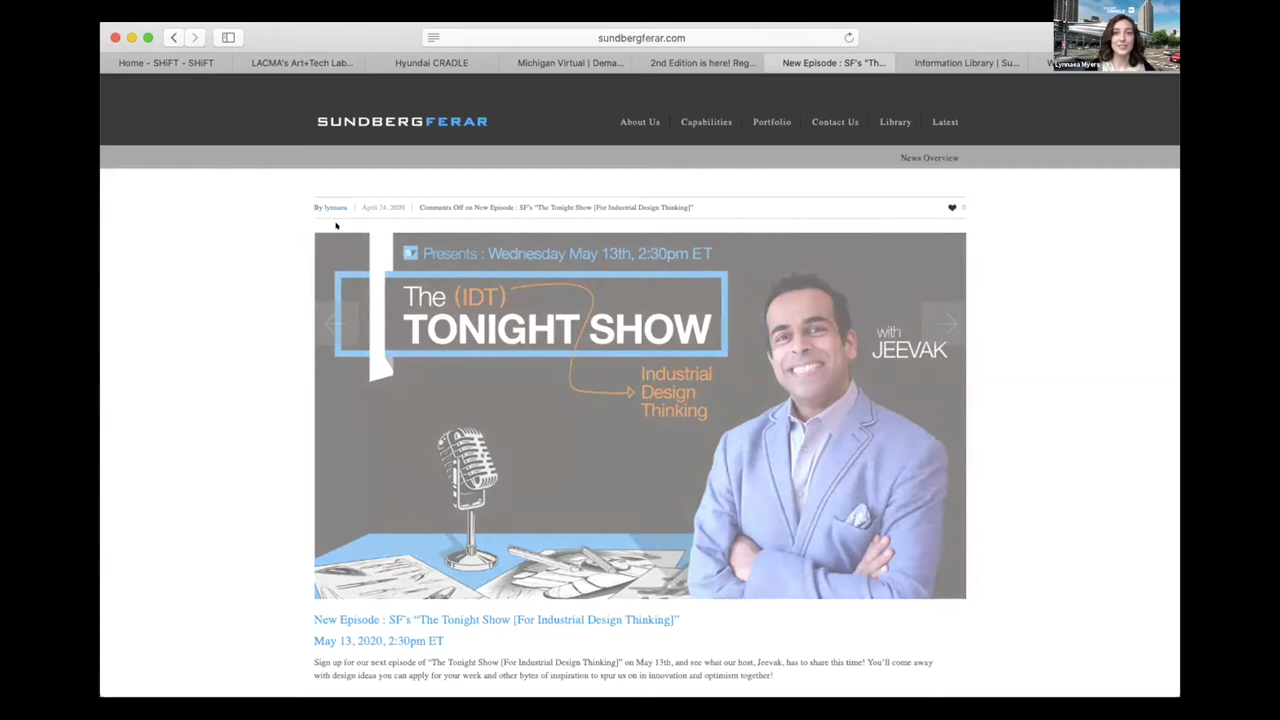 sundbergferar.com
Home - SHiFT - SHiFT
LACMA's Art+Tech Lab...
Hyundai CRADLE
Michigan Virtual | Dema...
2nd Edition is here! Reg...
New Episode : SF's "Th...
Information Library | Su...
Lynnaea Myers
SUNDBERGFERAR
About Us
Capabilities
Portfolio
Contact Us
Library
Latest
News Overview
By lynnaea
April 24, 2020
Comments Off on New Episode : SF's “The Tonight Show [For Industrial Design Thinking]”
0
SF Presents : Wednesday May 13th, 2:30pm ET
The (IDT)
TONIGHT SHOW
with
JEEVAK
Industrial
Design
Thinking
New Episode : SF's “The Tonight Show [For Industrial Design Thinking]”
May 13, 2020, 2:30pm ET
Sign up for our next episode of “The Tonight Show [For Industrial Design Thinking]” on May 13th, and see what our host, Jeevak, has to share this time! You'll come away
with design ideas you can apply for your week and other bytes of inspiration to spur us on in innovation and optimism together!